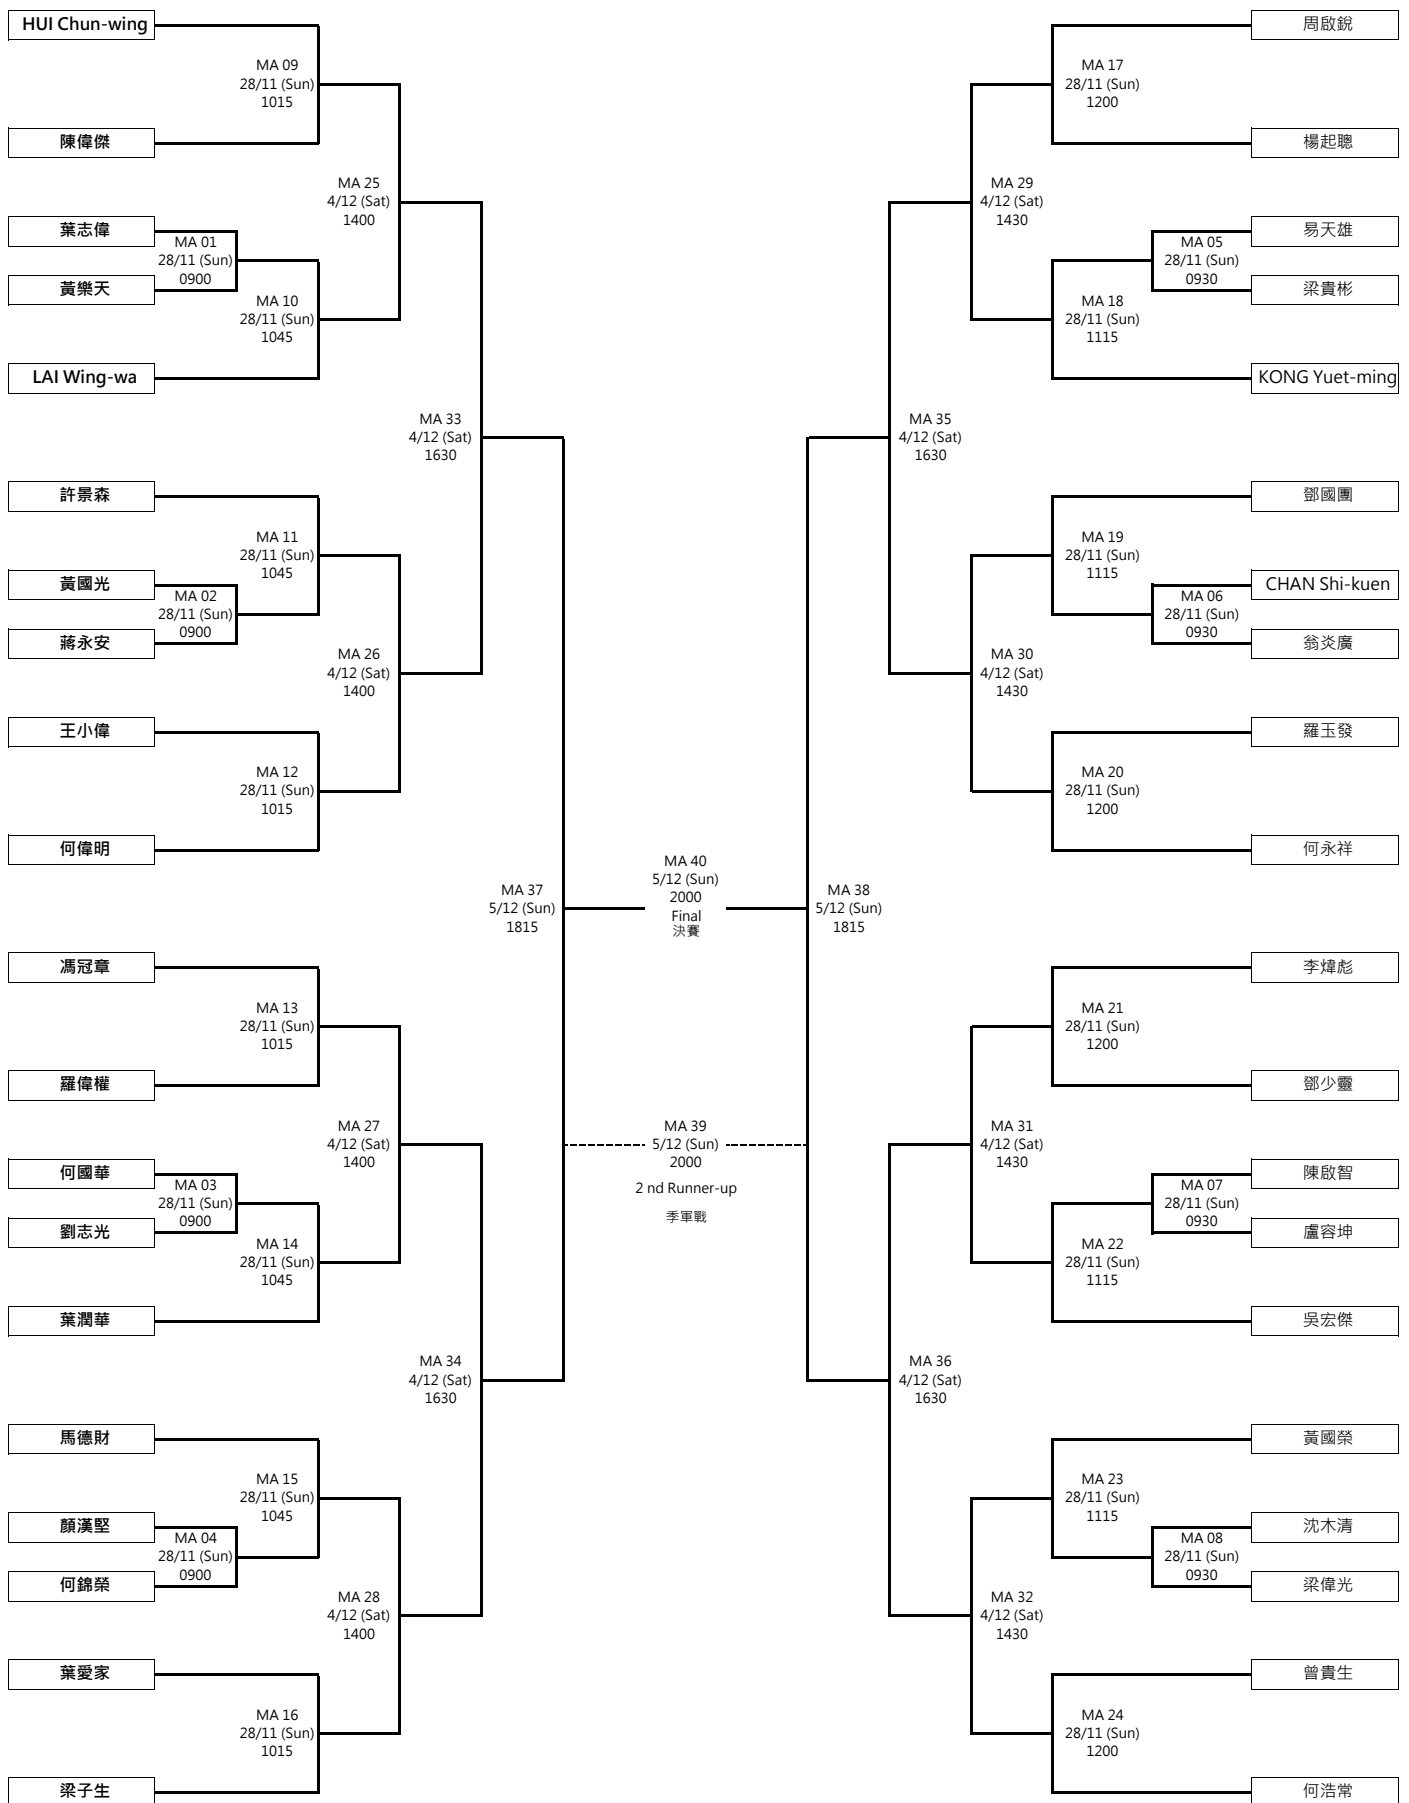 HUI Chun-wing
MA 09
28/11 (Sun)
1015
陳偉傑
MA 25
4/12 (Sat)
1400
葉志偉
MA 01
28/11 (Sun)
0900
黃樂天
MA 10
28/11 (Sun)
1045
LAI Wing-wa
MA 33
4/12 (Sat)
1630
許景森
MA 11
28/11 (Sun)
1045
黃國光
MA 02
28/11 (Sun)
0900
蔣永安
MA 26
4/12 (Sat)
1400
王小偉
MA 12
28/11 (Sun)
1015
何偉明
MA 37
5/12 (Sun)
1815
馮冠章
MA 13
28/11 (Sun)
1015
羅偉權
MA 27
4/12 (Sat)
1400
何國華
MA 03
28/11 (Sun)
0900
劉志光
MA 14
28/11 (Sun)
1045
葉潤華
MA 34
4/12 (Sat)
1630
馬德財
MA 15
28/11 (Sun)
1045
顏漢堅
MA 04
28/11 (Sun)
0900
何錦榮
MA 28
4/12 (Sat)
1400
葉愛家
MA 16
28/11 (Sun)
1015
梁子生
MA 40
5/12 (Sun)
2000
Final
決賽
MA 39
5/12 (Sun)
2000
2 nd Runner-up
季軍戰
周啟銳
MA 17
28/11 (Sun)
1200
楊起聰
MA 29
4/12 (Sat)
1430
易天雄
MA 05
28/11 (Sun)
0930
梁貴彬
MA 18
28/11 (Sun)
1115
KONG Yuet-ming
MA 35
4/12 (Sat)
1630
鄧國團
MA 19
28/11 (Sun)
1115
CHAN Shi-kuen
MA 06
28/11 (Sun)
0930
翁炎廣
MA 30
4/12 (Sat)
1430
羅玉發
MA 20
28/11 (Sun)
1200
何永祥
MA 38
5/12 (Sun)
1815
李煒彪
MA 21
28/11 (Sun)
1200
鄧少靈
MA 31
4/12 (Sat)
1430
陳啟智
MA 07
28/11 (Sun)
0930
盧容坤
MA 22
28/11 (Sun)
1115
吳宏傑
MA 36
4/12 (Sat)
1630
黃國榮
MA 23
28/11 (Sun)
1115
沈木清
MA 08
28/11 (Sun)
0930
梁偉光
MA 32
4/12 (Sat)
1430
曾貴生
MA 24
28/11 (Sun)
1200
何浩常